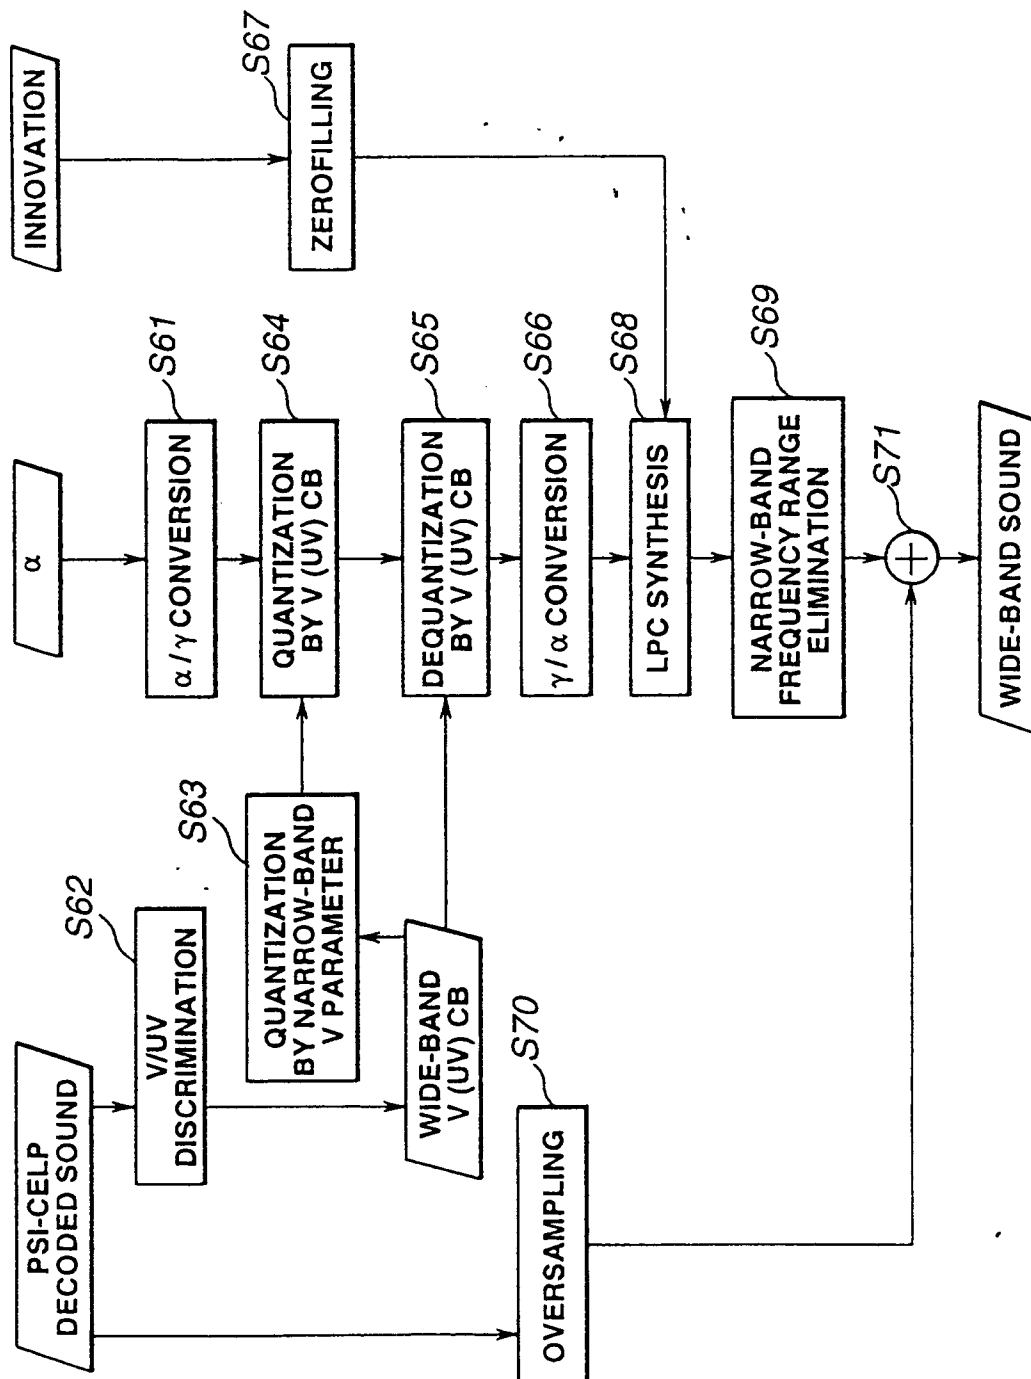 PSI-CELP
DECODED SOUND
α
INNOVATION
S62
V/UV
DISCRIMINATION
S61
α/γ CONVERSION
S67
ZEROFILLING
S63
QUANTIZATION
BY NARROW-BAND
V PARAMETER
S64
QUANTIZATION
BY V (UV) CB
WIDE-BAND
V (UV) CB
S65
DEQUANTIZATION
BY V (UV) CB
S66
γ/α CONVERSION
S70
OVERSAMPLING
S68
LPC SYNTHESIS
S69
NARROW-BAND
FREQUENCY RANGE
ELIMINATION
S71
+
WIDE-BAND SOUND